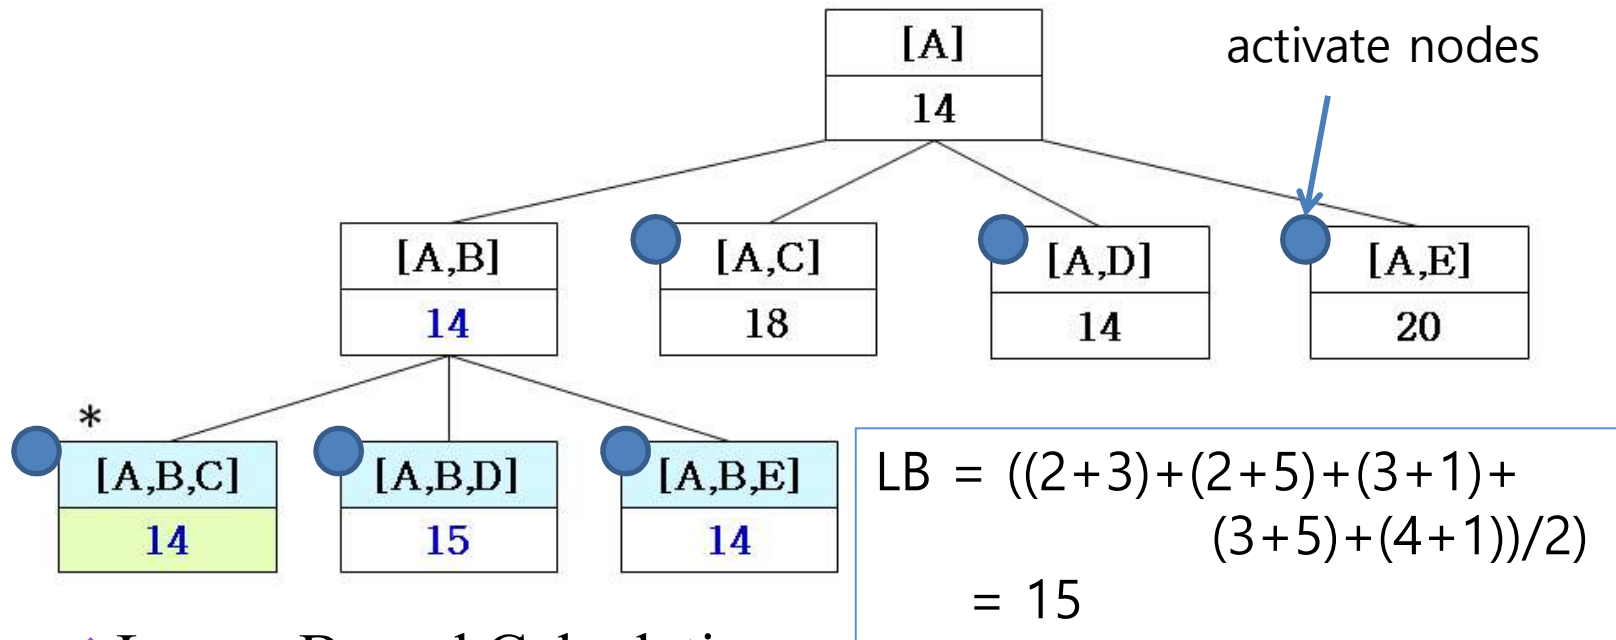 [A]
14
activate nodes
[A,B]
14
[A,C]
18
[A,D]
14
[A,E]
20
*
[A,B,C]
14
[A,B,D]
15
[A,B,E]
14
LB = ((2+3)+(2+5)+(3+1)+
(3+5)+(4+1))/2)
= 15